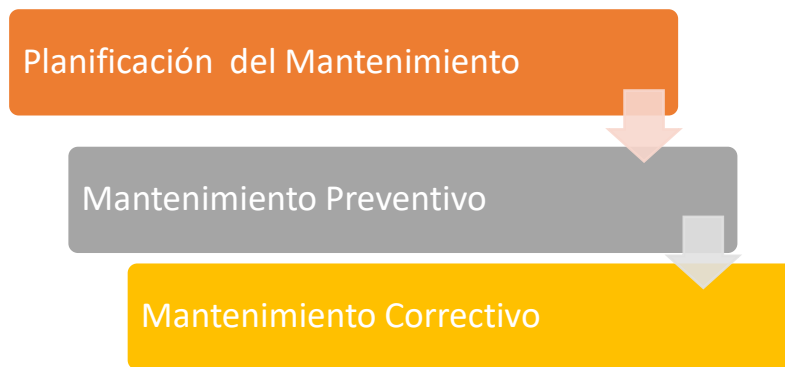 Planificación  del Mantenimiento
Mantenimiento Preventivo
Mantenimiento Correctivo